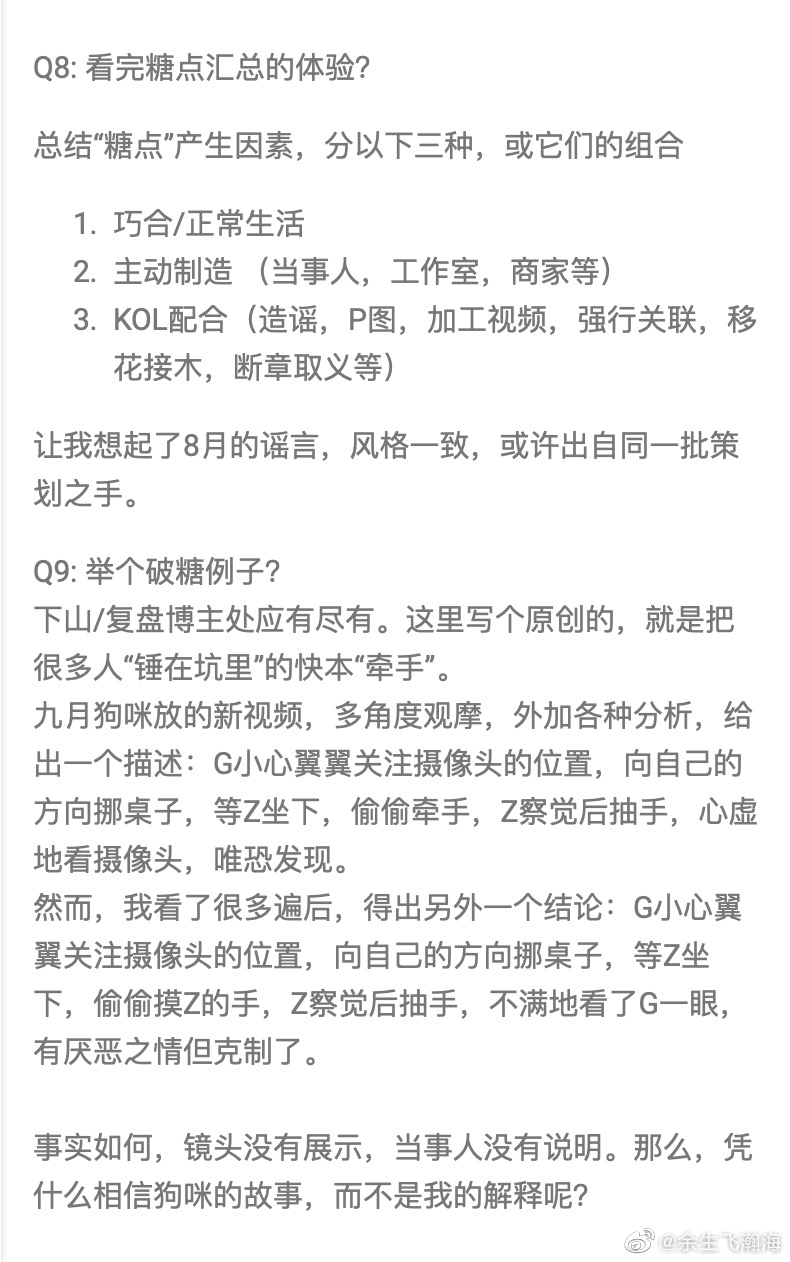 Q8: 看完糖点汇总的体验?
总结“糖点”产生因素，分以下三种，或它们的组合
1. 巧合/正常生活
2. 主动制造 （当事人，工作室，商家等）
3. KOL配合（造谣，P图，加工视频，强行关联，移
花接木，断章取义等）
让我想起了8月的谣言，风格一致，或许出自同一批策
划之手。
Q9: 举个破糖例子?
下山/复盘博主处应有尽有。这里写个原创的，就是把
很多人“锤在坑里”的快本“牵手”。
九月狗咪放的新视频，多角度观摩，外加各种分析，给
出一个描述：G小心翼翼关注摄像头的位置，向自己的
方向挪桌子，等Z坐下，偷偷牵手，Z察觉后抽手，心虚
地看摄像头，唯恐发现。
然而，我看了很多遍后，得出另外一个结论：G小心翼
翼关注摄像头的位置，向自己的方向挪桌子，等Z坐
下，偷偷摸Z的手，Z察觉后抽手，不满地看了G一眼，
有厌恶之情但克制了。
事实如何，镜头没有展示，当事人没有说明。那么，凭
什么相信狗咪的故事，而不是我的解释呢?
@余生飞瀚海